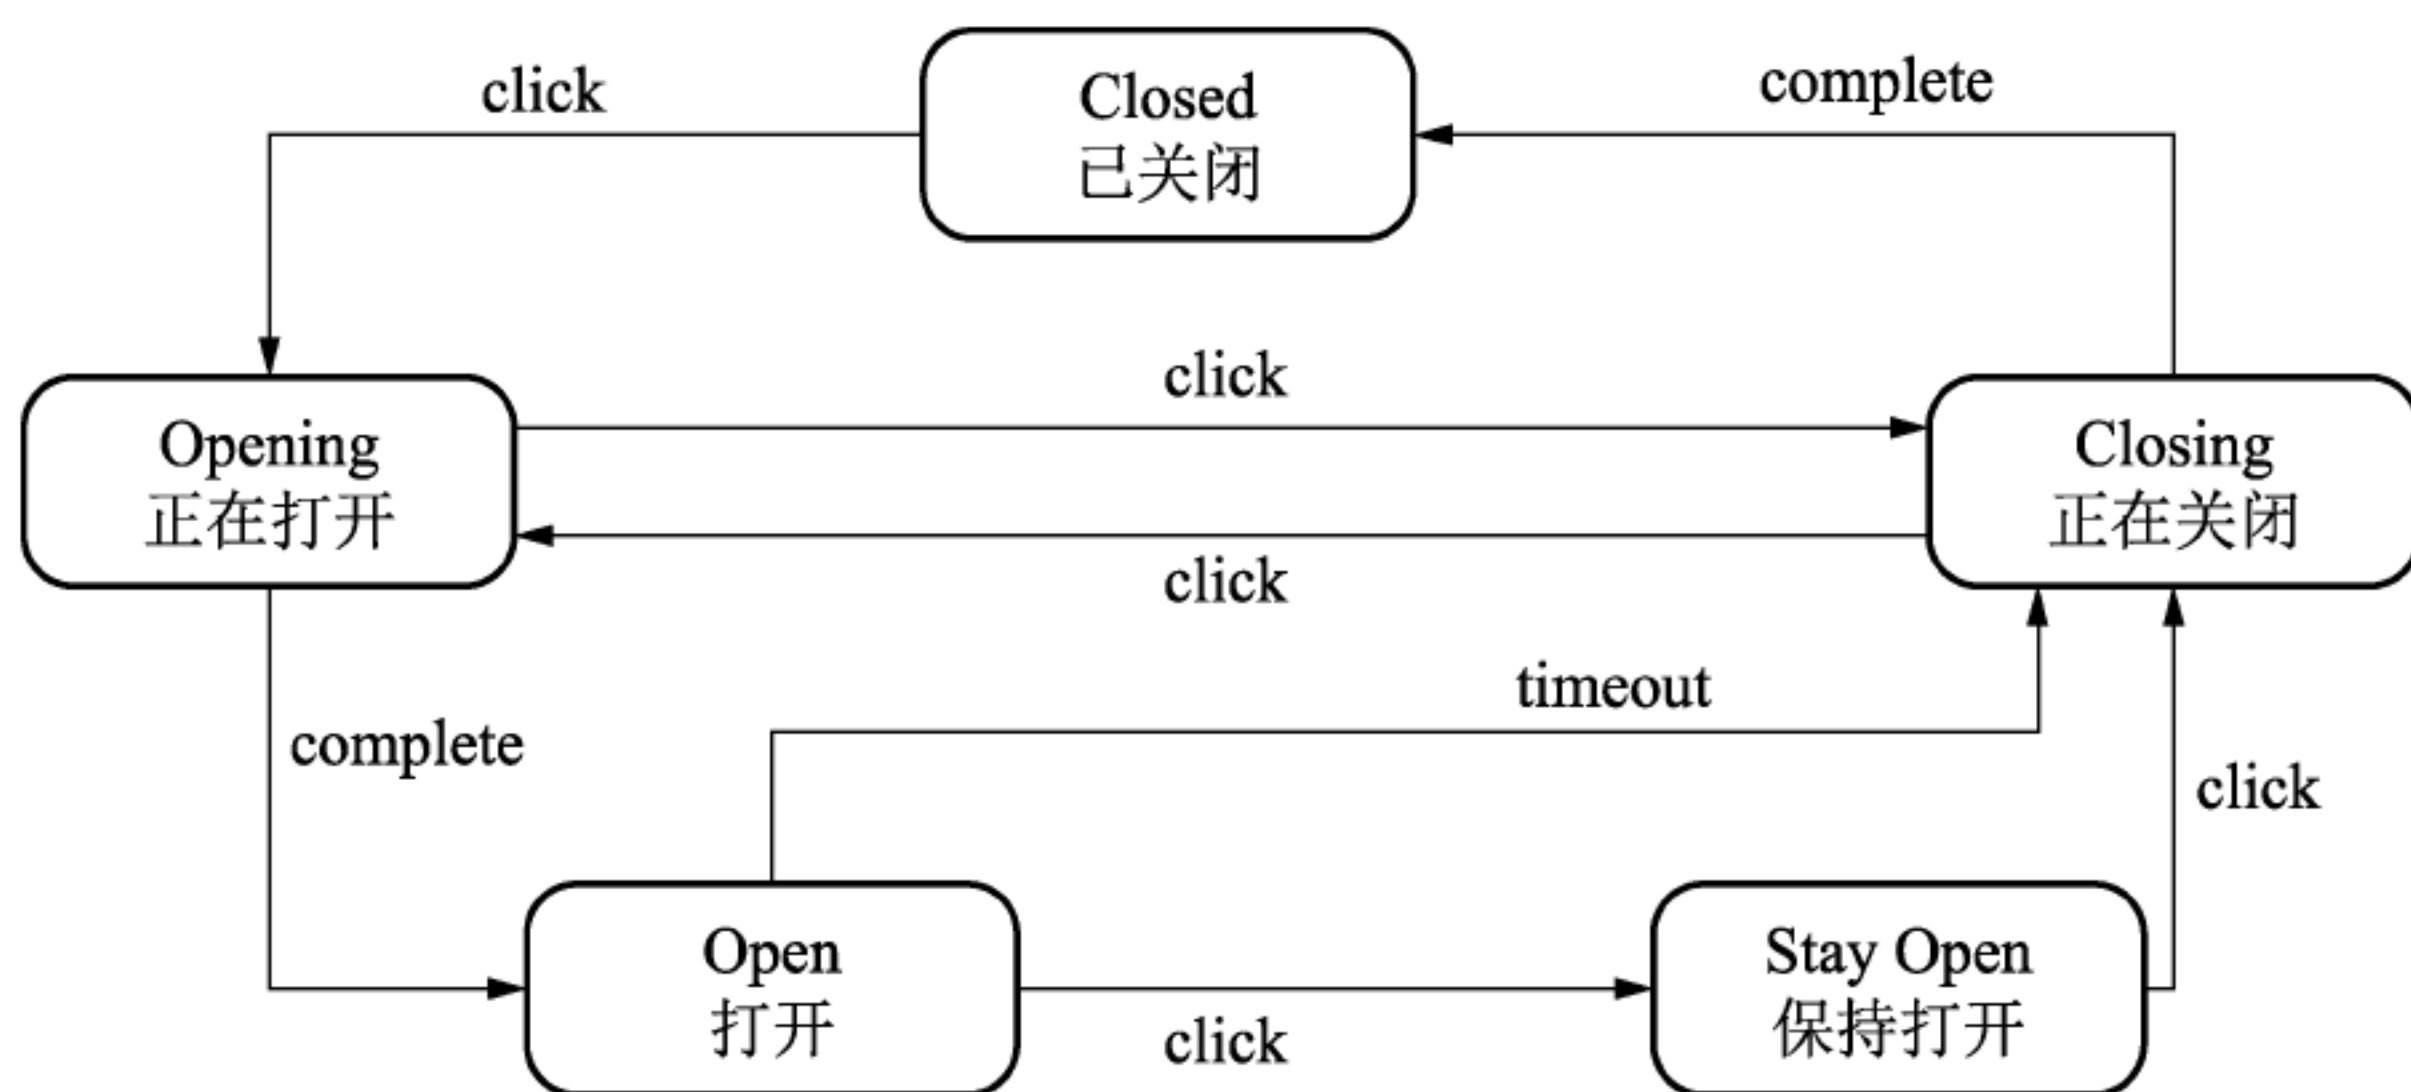 click
Closed
已关闭
complete
click
Opening
正在打开
Closing
正在关闭
click
timeout
complete
click
Open
打开
Stay Open
保持打开
click